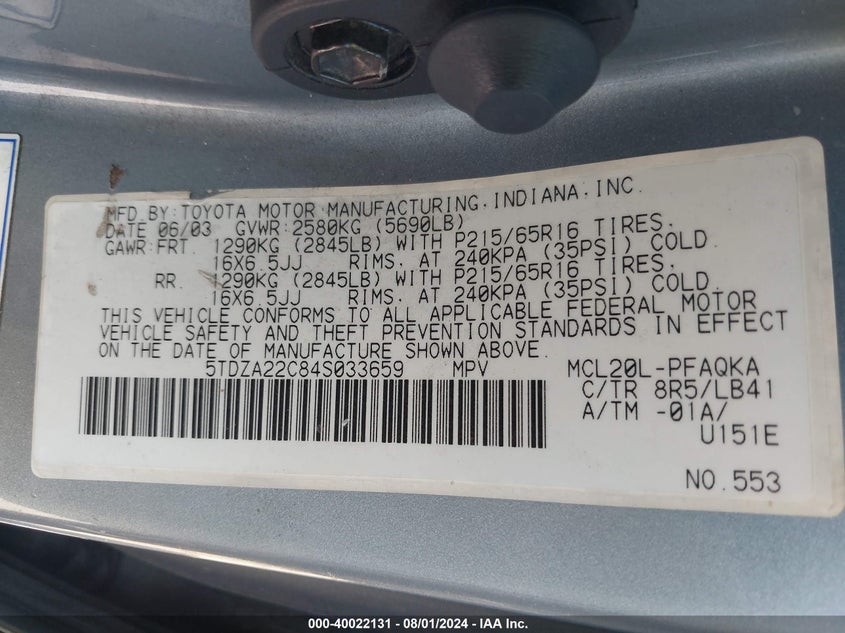 MFD.BY:TOYOTA MOTOR MANUFACTURING,INDIANA,INC.
DATE 06/03 GVWR:2580KG (5690LB)
GAWR:FRT. 1290KG (2845LB) WITH P215/65R16 TIRES.
16X6.5JJ RIMS. AT 240KPA (35PSI) COLD.
RR. 1290KG (2845LB) WITH P215/65R16 TIRES.
16X6.5JJ RIMS. AT 240KPA (35PSI) COLD.
THIS VEHICLE CONFORMS TO ALL APPLICABLE FEDERAL MOTOR
VEHICLE SAFETY AND THEFT PREVENTION STANDARDS IN EFFECT
ON THE DATE OF MANUFACTURE SHOWN ABOVE.
5TDZA22C84S033659 MPV MCL20L-PFAQKA
C/TR 8R5/LB41
A/TM -01A/
U151E
NO.553
000-40022131 - 08/01/2024 - IAA Inc.